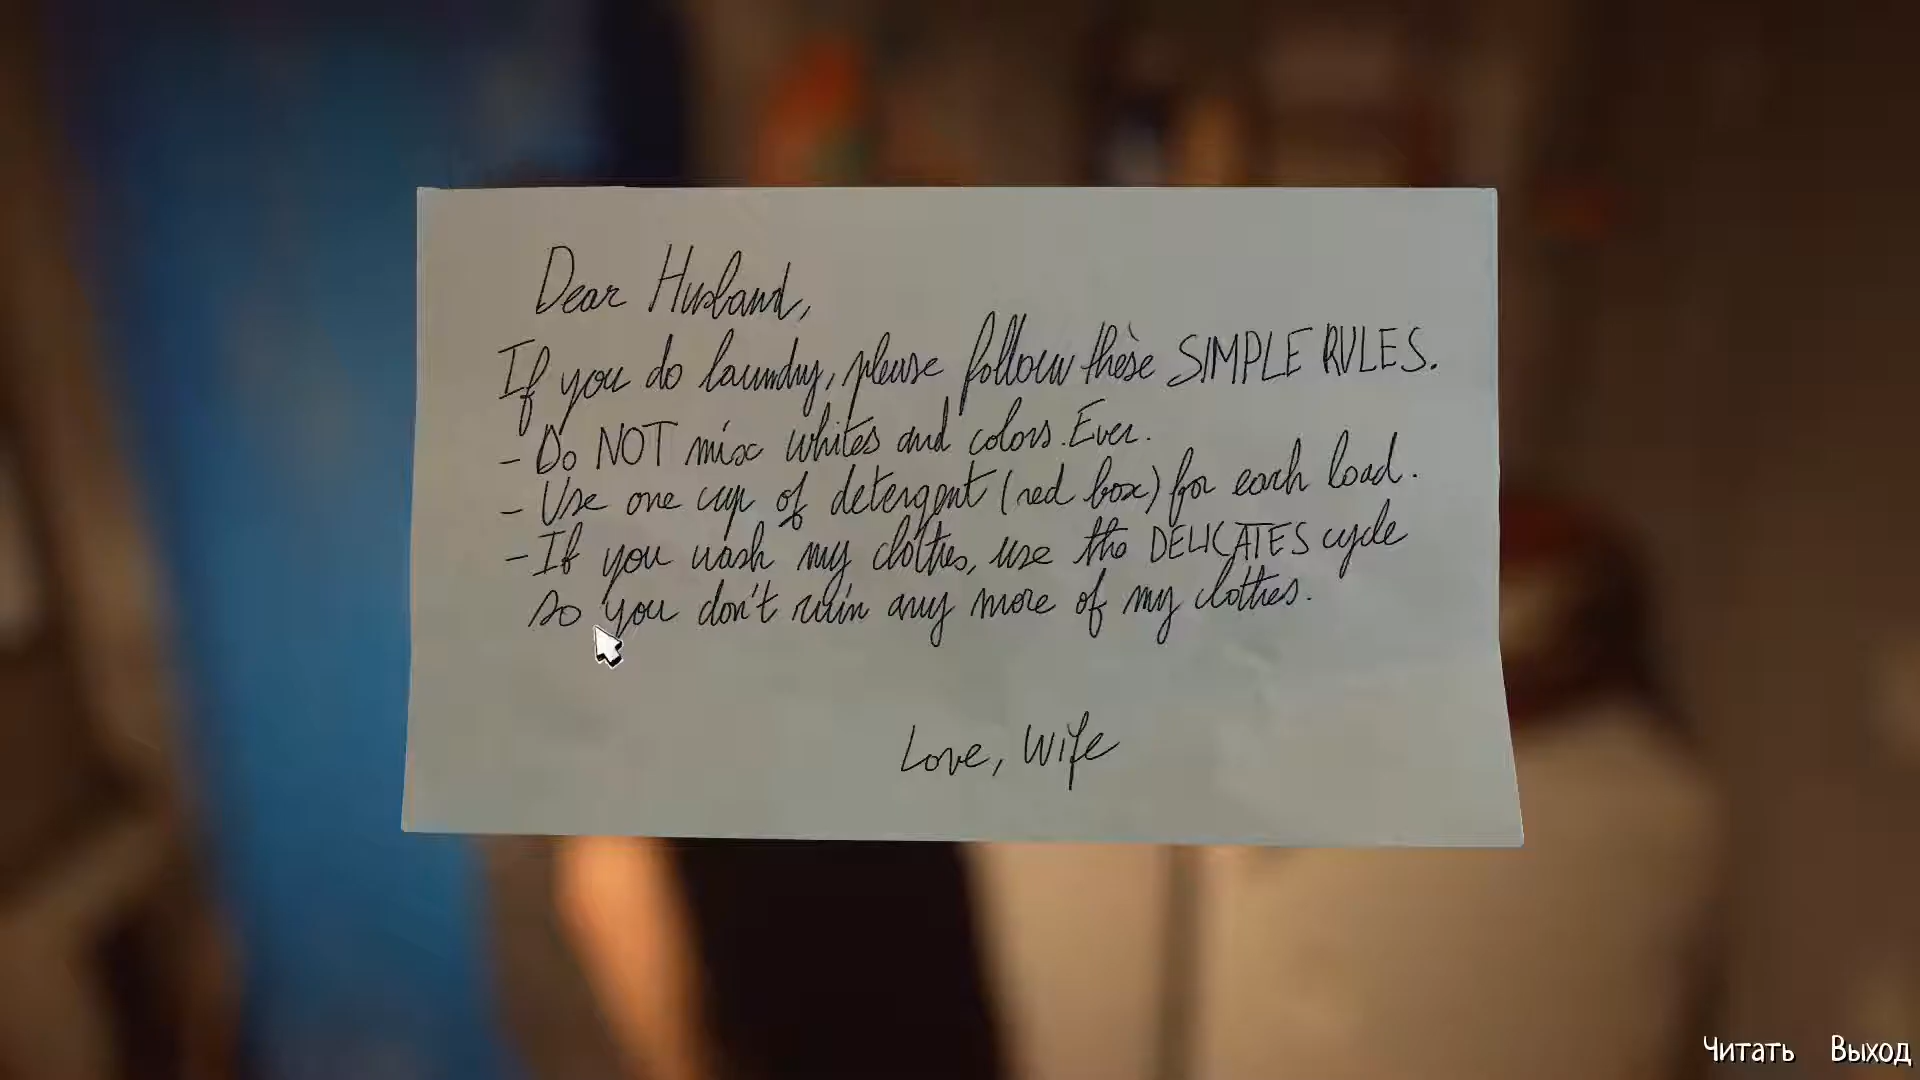 Dear Husband,
If you do laundry, please follow these SIMPLE RULES.
- Do NOT mix whites and colors. Ever.
- Use one cup of detergent (red box) for each load.
- If you wash my clothes, use the DELICATES cycle
so you don't ruin any more of my clothes.
Love, Wife
Читать Выход